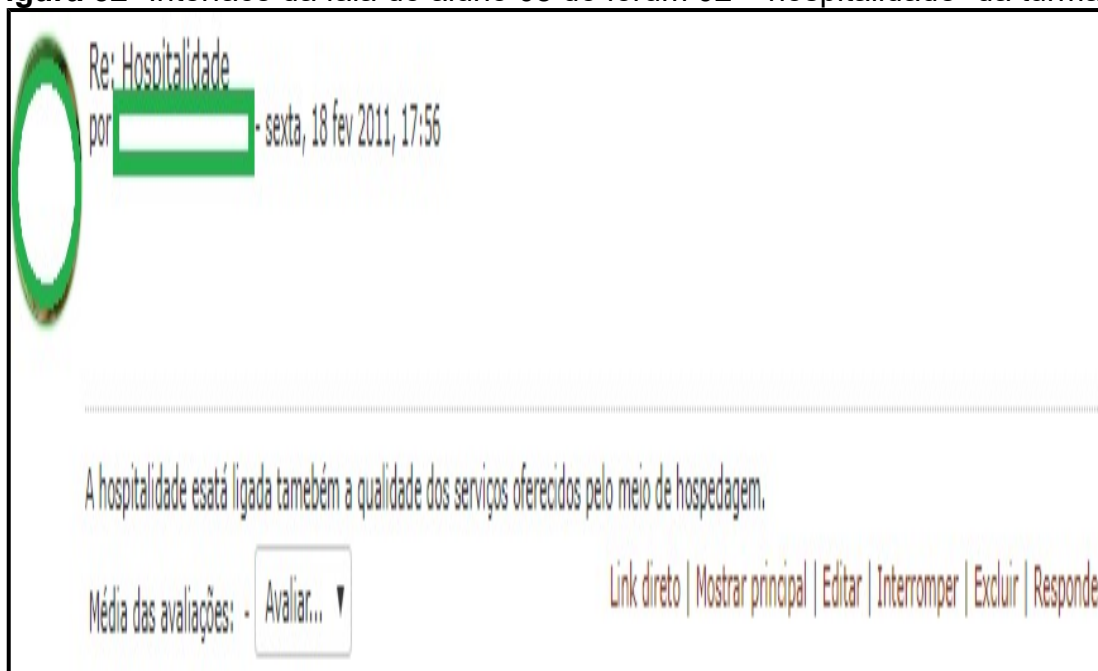 Re: Hospitalidade
por - sexta, 18 fev 2011, 17:56
A hospitalidade esatá ligada tamebém a qualidade dos serviços oferecidos pelo meio de hospedagem.
Média das avaliações: - Avaliar... ▼
Link direto | Mostrar principal | Editar | Interromper | Excluir | Responde